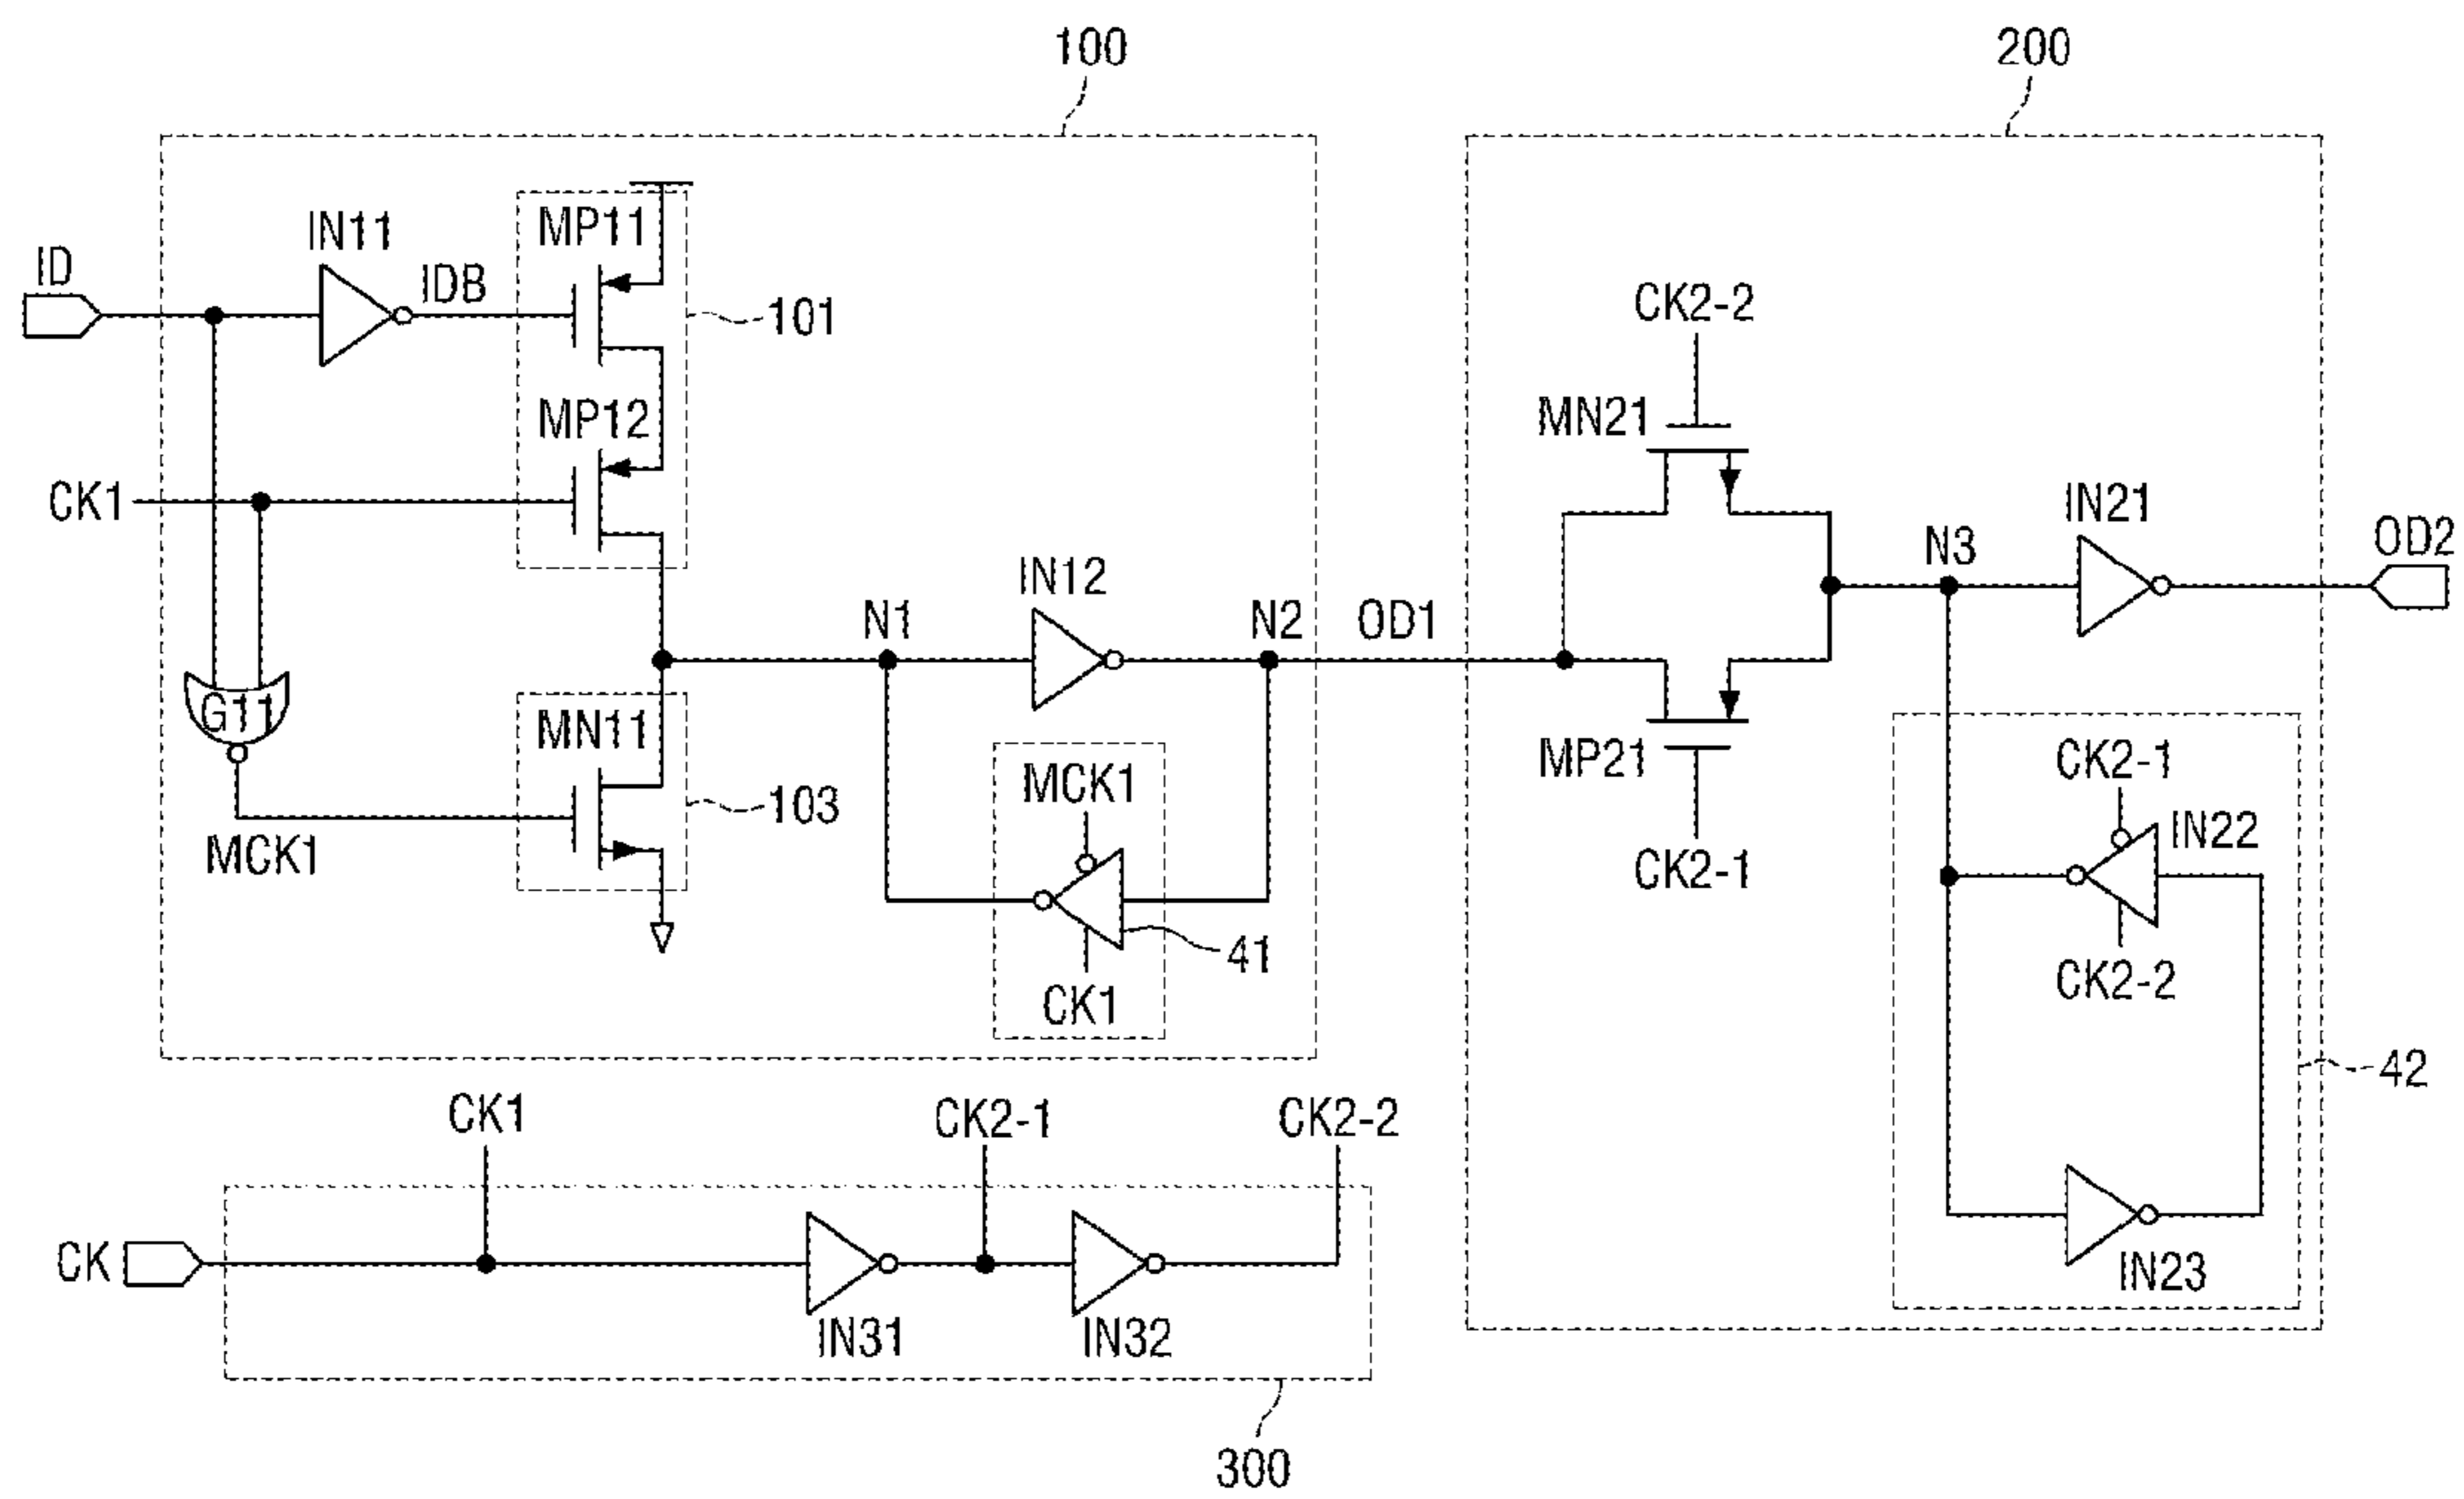 100
200
ID
IN11
IDB
MP11
101
CK1
MP12
G11
MCK1
MN11
103
N1
IN12
N2
OD1
MCK1
41
CK1
CK2-2
MN21
MP21
CK2-1
N3
IN21
OD2
CK2-1
IN22
CK2-2
42
IN23
CK1
CK2-1
CK2-2
CK
IN31
IN32
300